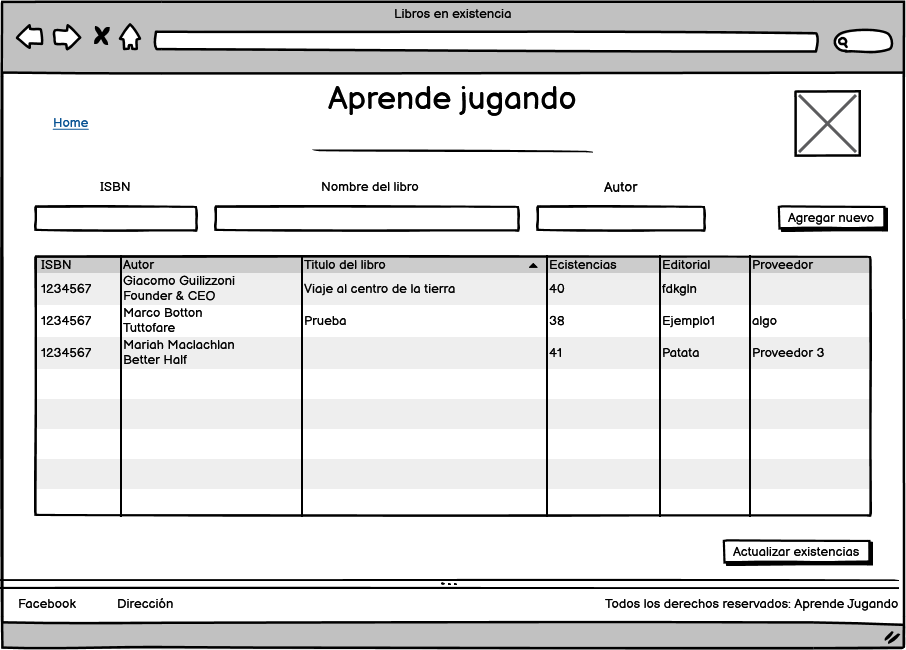 Libros en existencia
Aprende jugando
Home
ISBN Nombre del libro Autor
Agregar nuevo
ISBN Autor Titulo del libro Ecistencias Editorial Proveedor
1234567 Giacomo Guilizzoni Viaje al centro de la tierra 40 fdkgln
Founder & CEO
1234567 Marco Botton Prueba 38 Ejemplo1 algo
Tuttofare
1234567 Mariah Maclachlan 41 Patata Proveedor 3
Better Half
Actualizar existencias
Facebook Dirección Todos los derechos reservados: Aprende Jugando